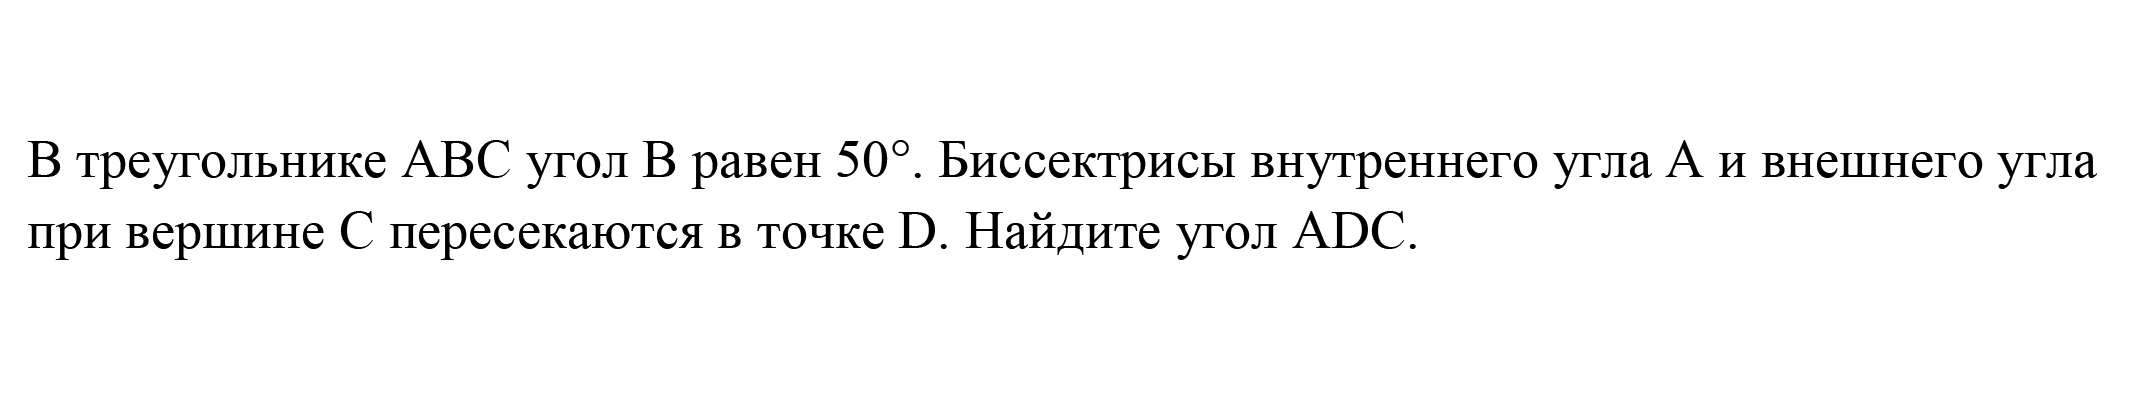 В треугольнике ABC угол B равен 50°. Биссектрисы внутреннего угла A и внешнего угла
при вершине C пересекаются в точке D. Найдите угол ADC.